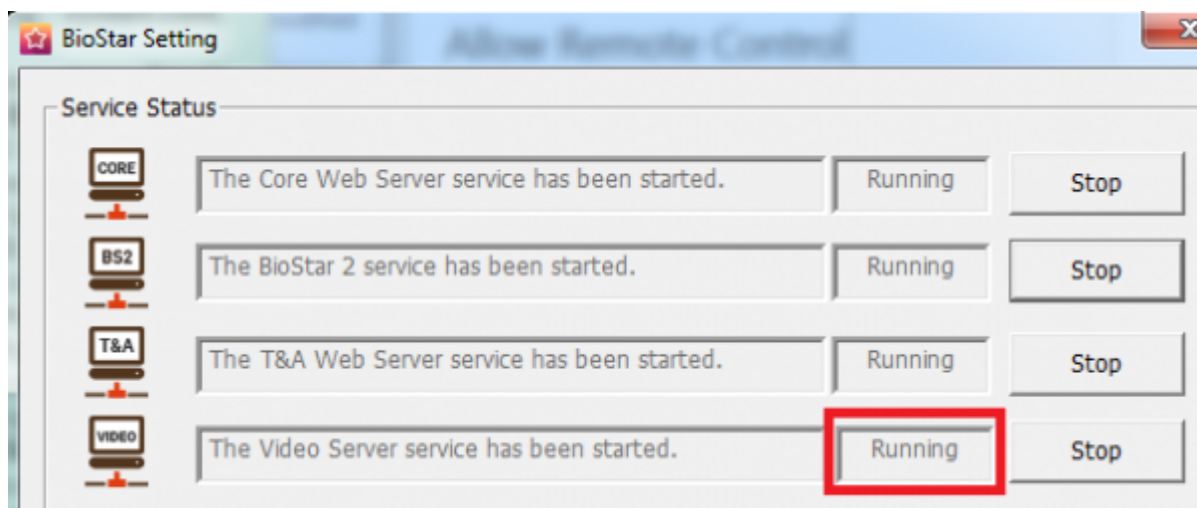 BioStar Setting
Allow Remote Control
Service Status
CORE
The Core Web Server service has been started.
Running
Stop
BS2
The BioStar 2 service has been started.
Running
Stop
T&A
The T&A Web Server service has been started.
Running
Stop
VIDEO
The Video Server service has been started.
Running
Stop